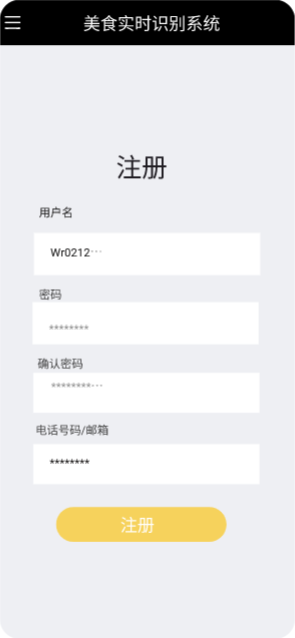 美食实时识别系统
注册
用户名
Wr0212···
密码
********
确认密码
********···
电话号码/邮箱
********
注册